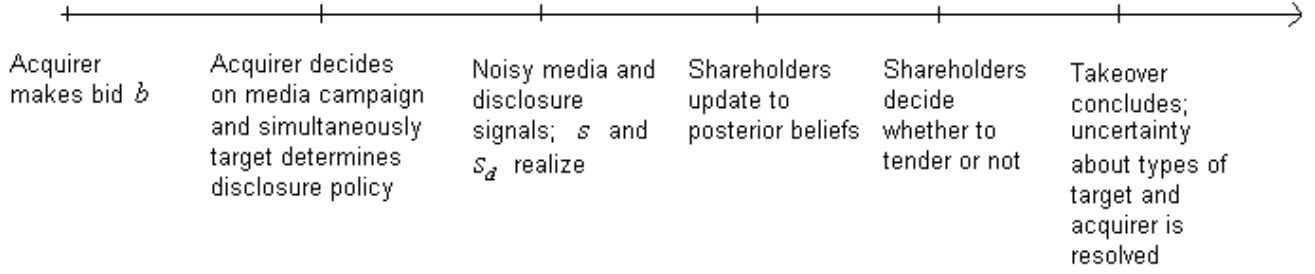 Acquirer
makes bid b
Acquirer decides
on media campaign
and simultaneously
target determines
disclosure policy
Noisy media and
disclosure
signals; s and
s_d realize
Shareholders
update to
posterior beliefs
Shareholders
decide
whether to
tender or not
Takeover
concludes;
uncertainty
about types of
target and
acquirer is
resolved